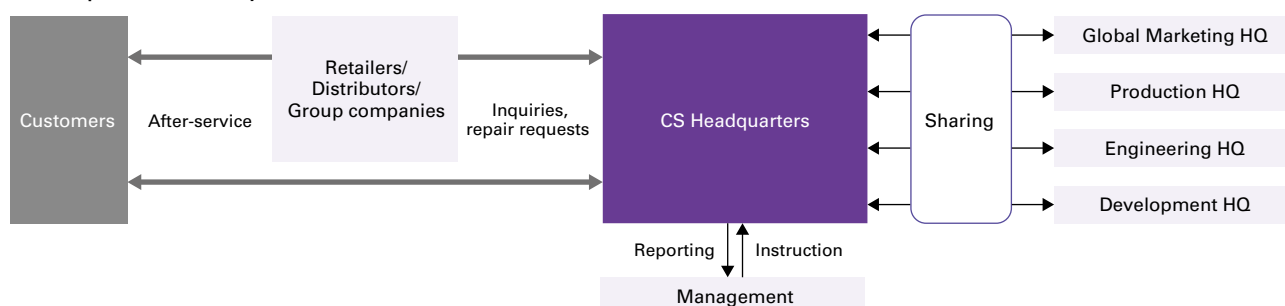 Customers
After-service
Retailers/
Distributors/
Group companies
Inquiries,
repair requests
CS Headquarters
Sharing
Global Marketing HQ
Production HQ
Engineering HQ
Development HQ
Reporting
Instruction
Management